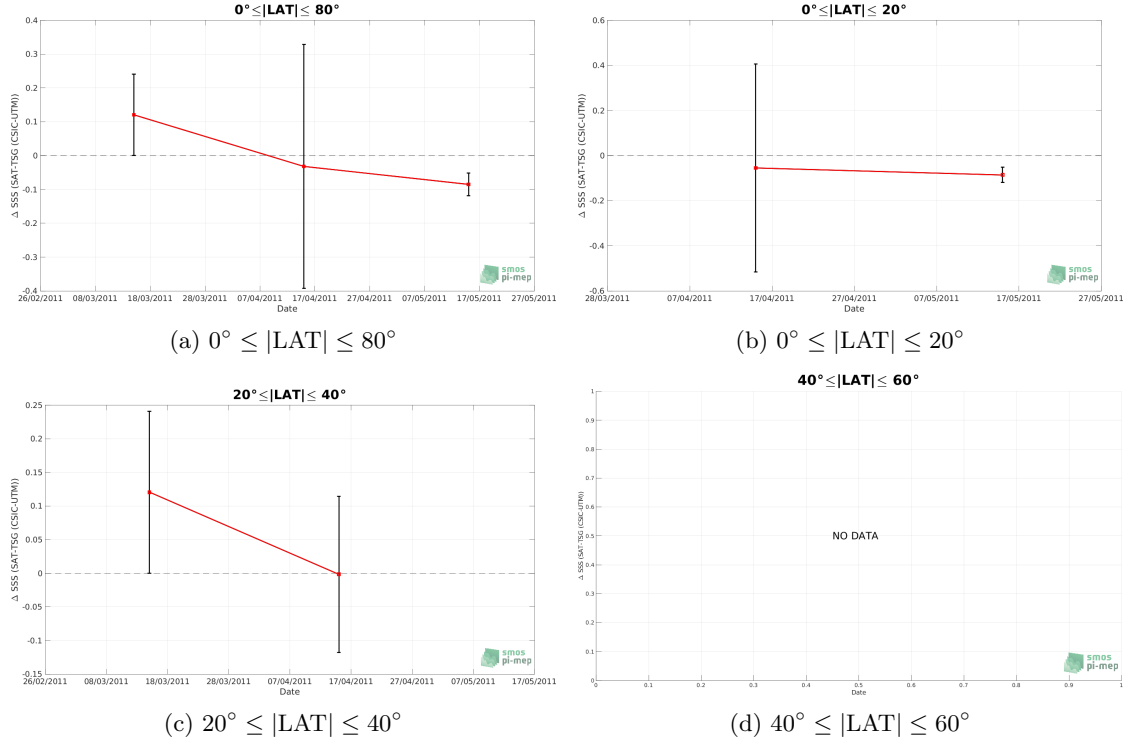 0°≤|LAT|≤ 80°
0.4
0.3
0.2
0.1
0
-0.1
-0.2
-0.3
-0.4
Δ SSS (SAT-TSG (CSIC-UTM))
26/02/2011 08/03/2011 18/03/2011 28/03/2011 07/04/2011 17/04/2011 27/04/2011 07/05/2011 17/05/2011 27/05/2011
Date
smos
pi-mep
(a) 0° ≤ |LAT| ≤ 80°
0°≤|LAT|≤ 20°
0.6
0.4
0.2
0
-0.2
-0.4
-0.6
Δ SSS (SAT-TSG (CSIC-UTM))
28/03/2011 07/04/2011 17/04/2011 27/04/2011 07/05/2011 17/05/2011 27/05/2011
Date
smos
pi-mep
(b) 0° ≤ |LAT| ≤ 20°
20°≤|LAT|≤ 40°
0.25
0.2
0.15
0.1
0.05
0
-0.05
-0.1
-0.15
Δ SSS (SAT-TSG (CSIC-UTM))
26/02/2011 08/03/2011 18/03/2011 28/03/2011 07/04/2011 17/04/2011 27/04/2011 07/05/2011 17/05/2011
Date
smos
pi-mep
(c) 20° ≤ |LAT| ≤ 40°
40°≤|LAT|≤ 60°
1
0.9
0.8
0.7
0.6
0.5
0.4
0.3
0.2
0.1
0
Δ SSS (SAT-TSG (CSIC-UTM))
NO DATA
0 0.1 0.2 0.3 0.4 0.5 0.6 0.7 0.8 0.9 1
Date
smos
pi-mep
(d) 40° ≤ |LAT| ≤ 60°